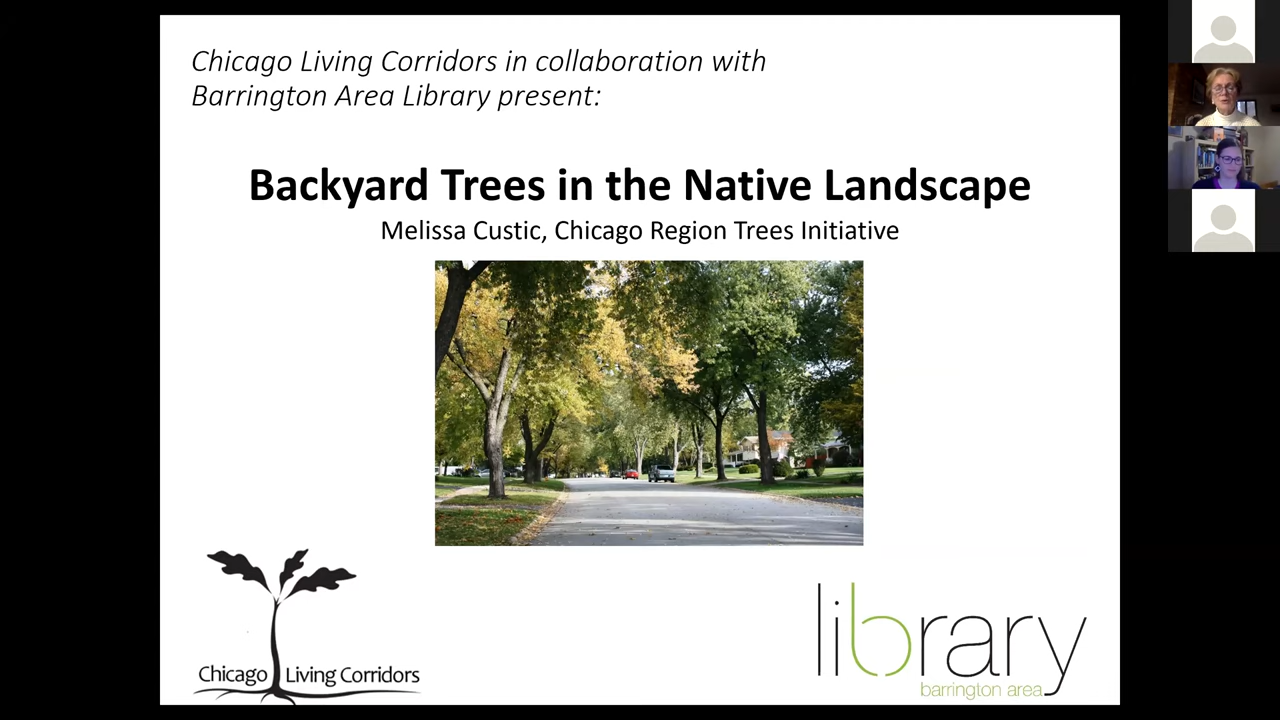 Chicago Living Corridors in collaboration with
Barrington Area Library present:
Backyard Trees in the Native Landscape
Melissa Custic, Chicago Region Trees Initiative
Chicago Living Corridors
library
barrington area